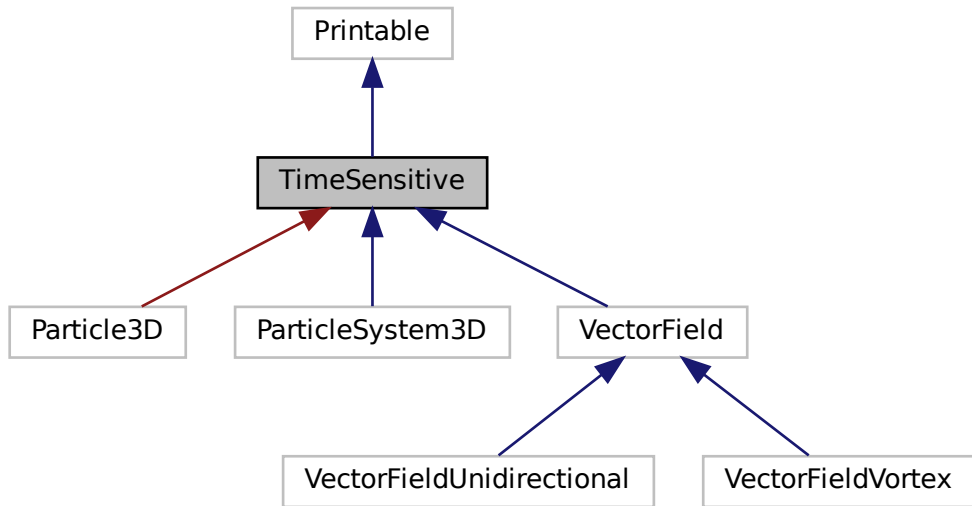 Printable
TimeSensitive
Particle3D
ParticleSystem3D
VectorField
VectorFieldUnidirectional
VectorFieldVortex